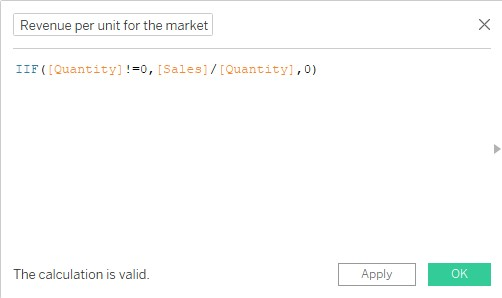 Revenue per unit for the market
IIF([Quantity]!=0,[Sales]/[Quantity],0)
The calculation is valid.
Apply
OK